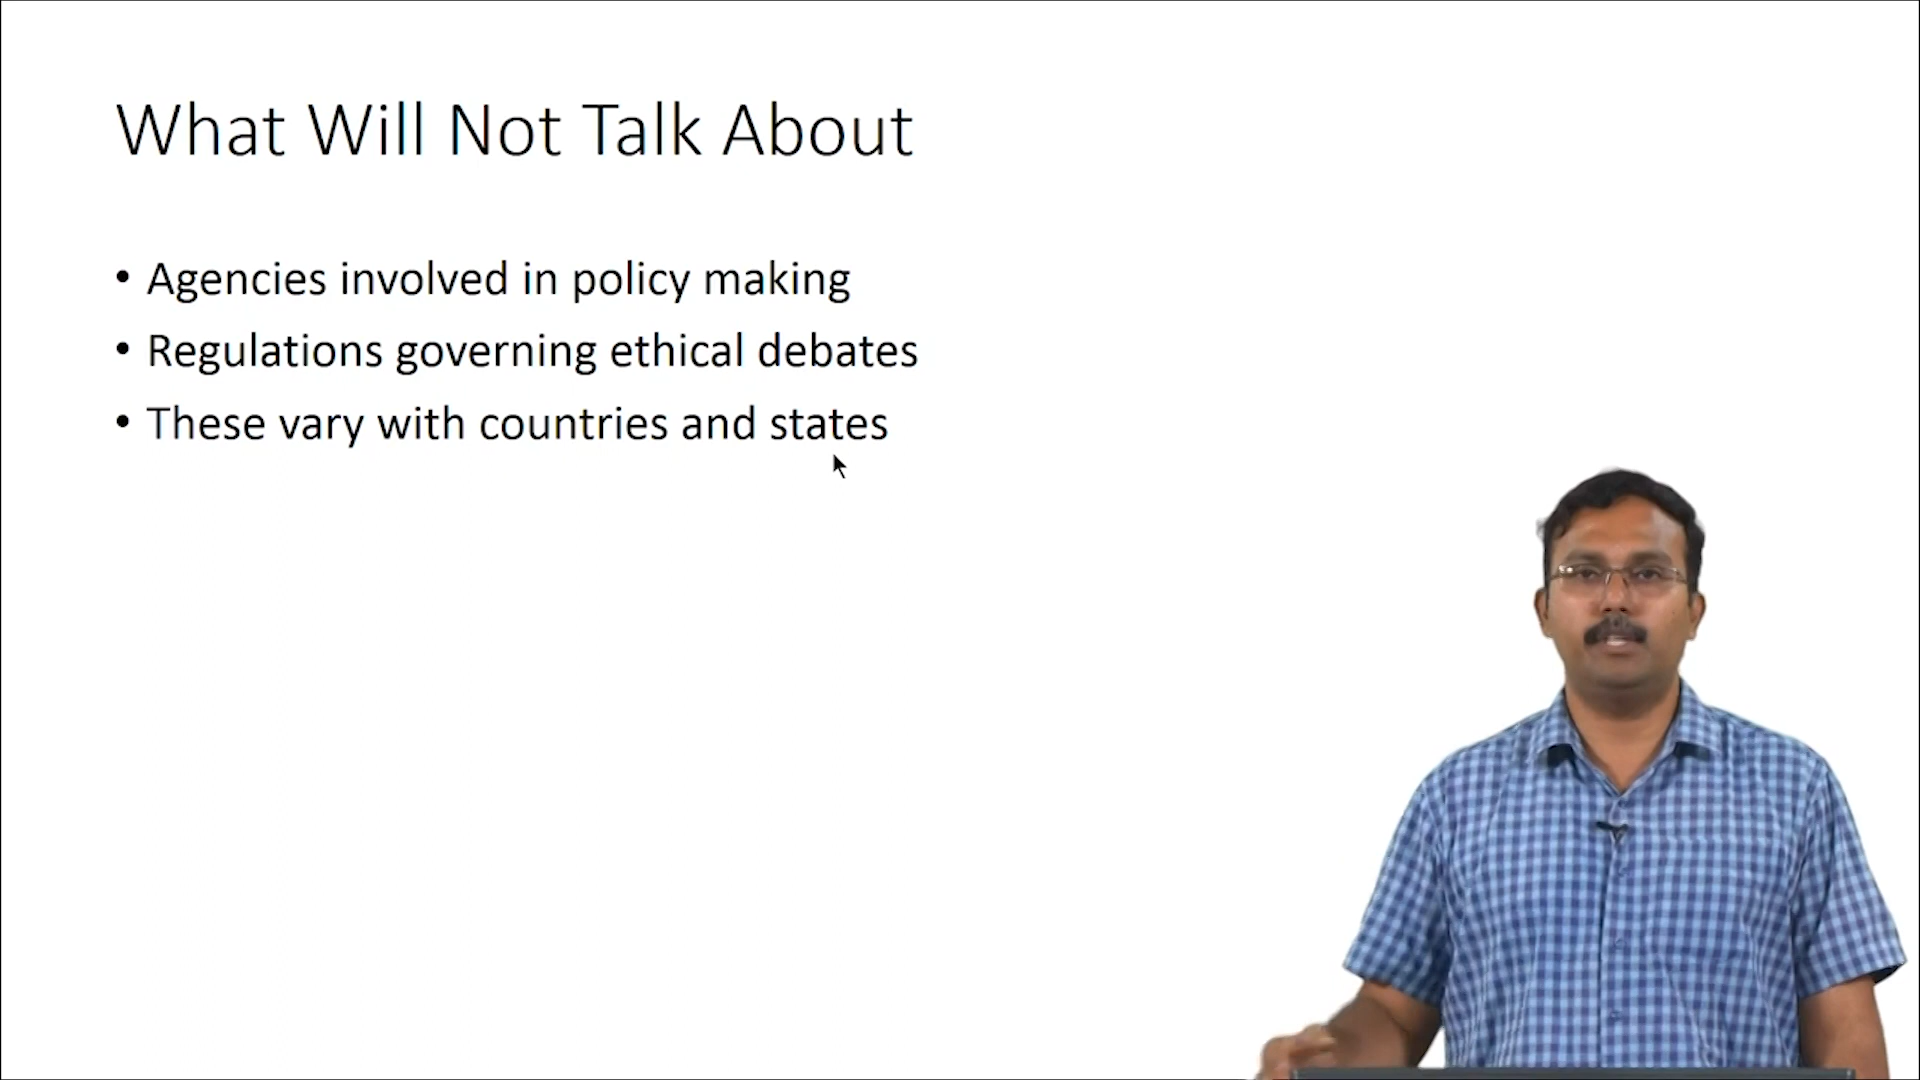 What Will Not Talk About
• Agencies involved in policy making
• Regulations governing ethical debates
• These vary with countries and states